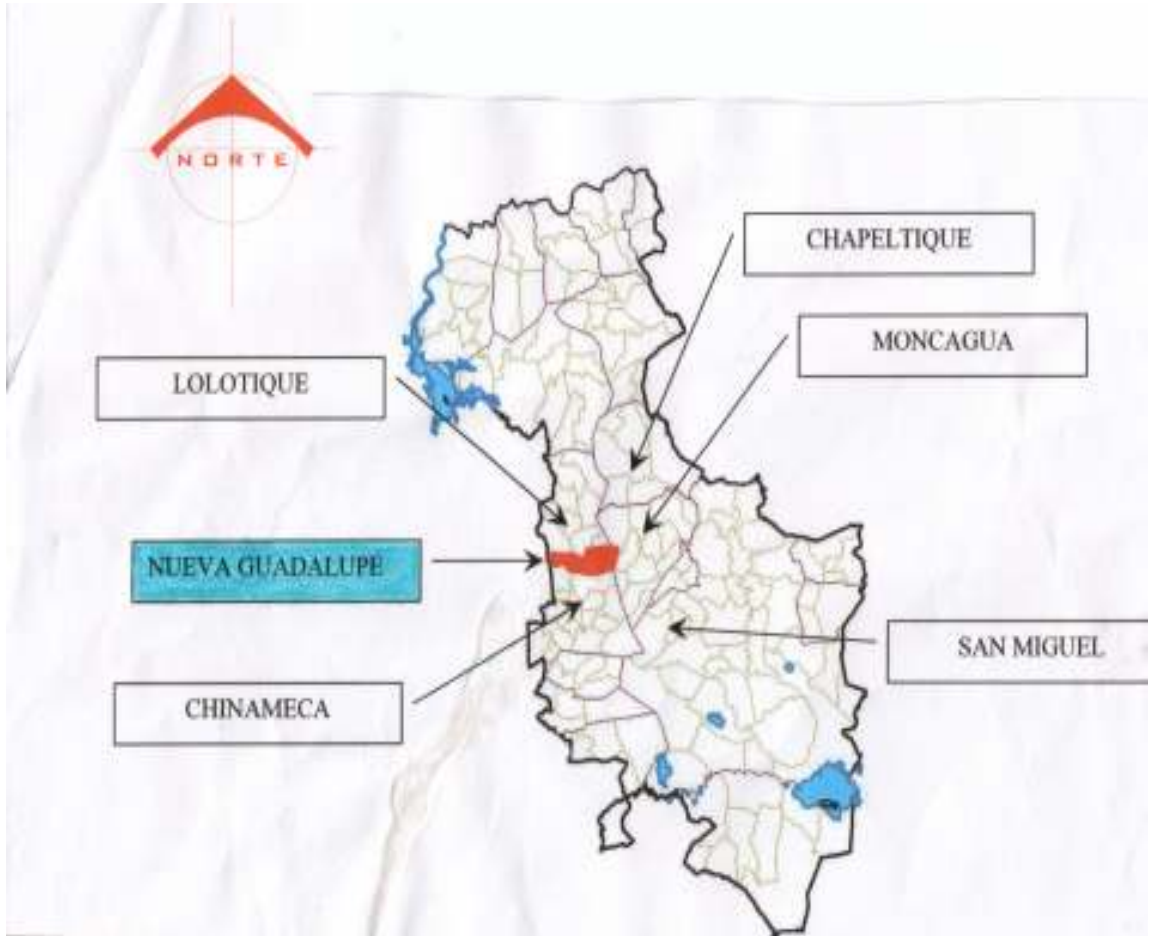 NORTE
CHAPELTIQUE
MONCAGUA
LOLOTIQUE
NUEVA GUADALUPE
SAN MIGUEL
CHINAMECA